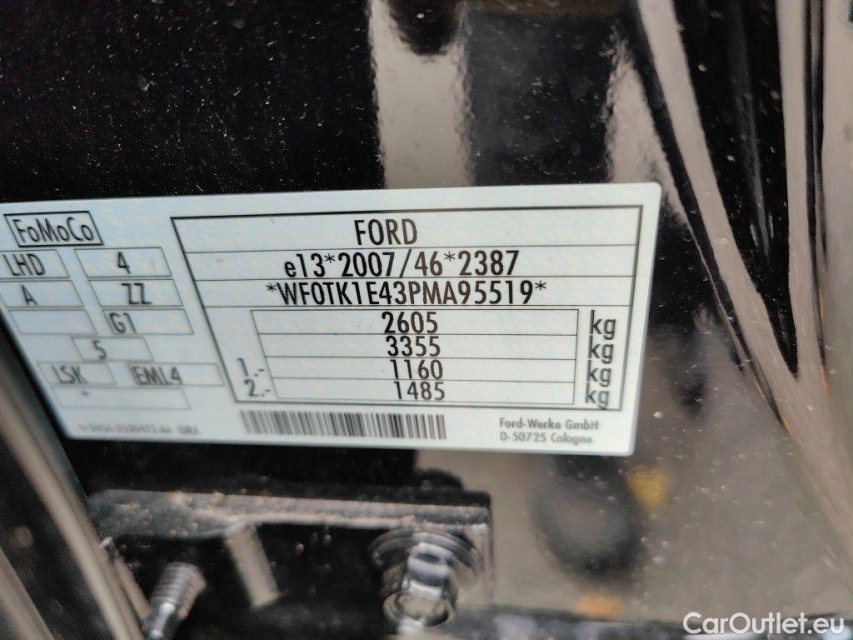 FoMoCo
FORD
LHD 4
e13*2007/46*2387
A ZZ
*WF0TK1E43PMA95519*
G1
2605 kg
5
3355 kg
LSK EML4
1.- 1160 kg
2.- 1485 kg
Ford-Werke GmbH
D-50725 Cologne
CarOutlet.eu